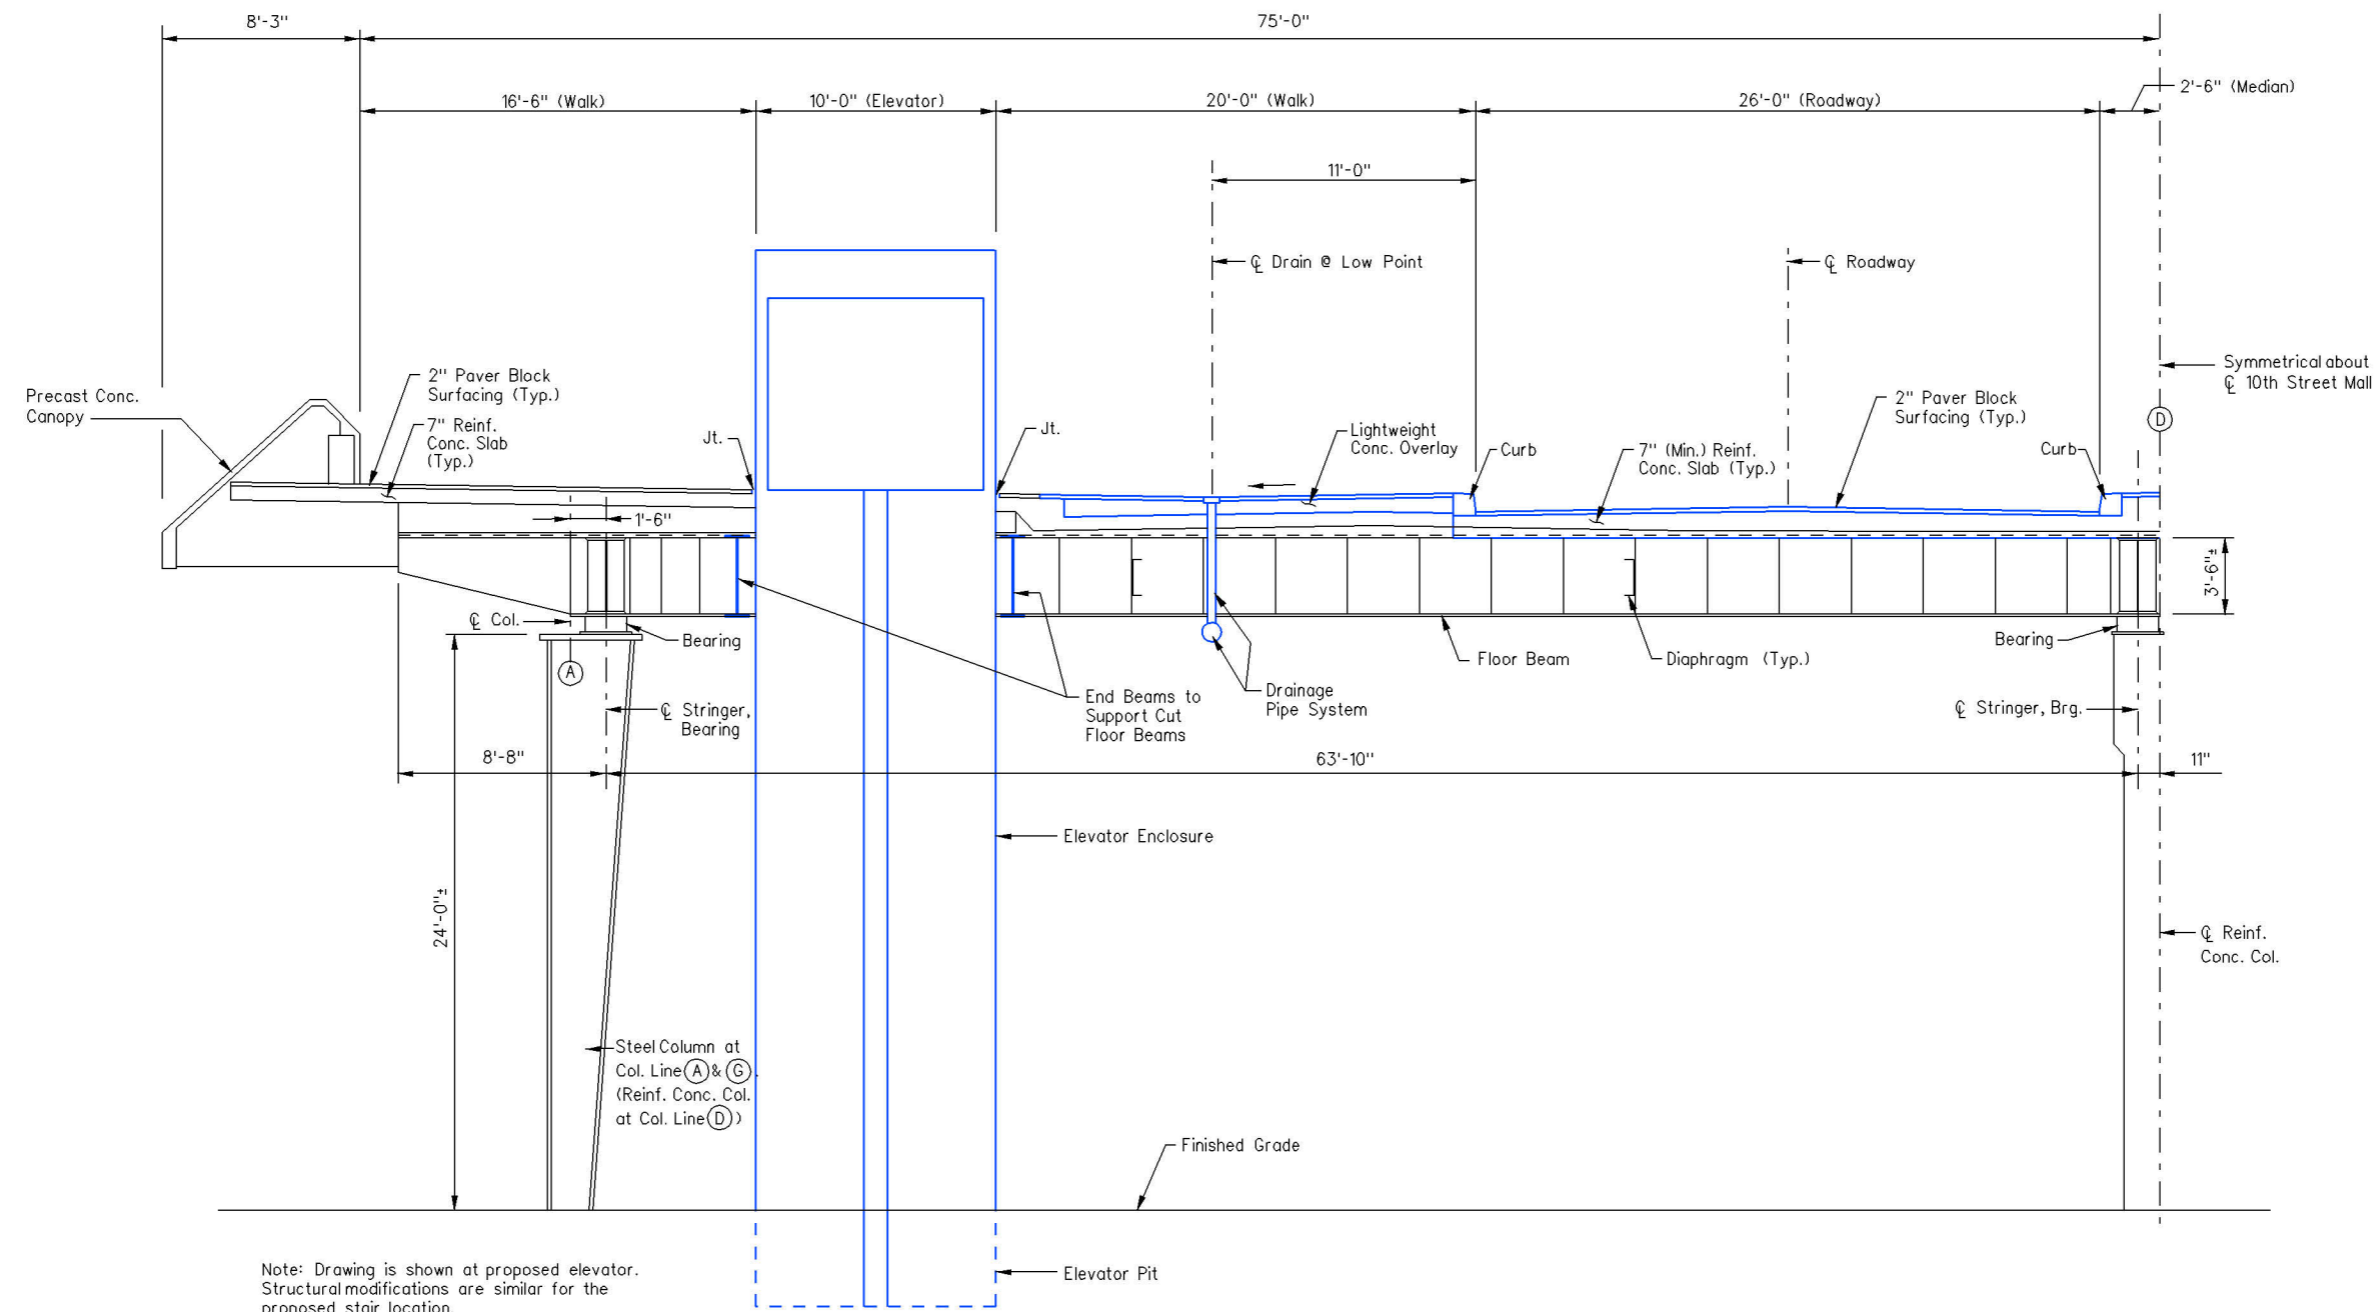 8'-3"
75'-0"
16'-6" (Walk)
10'-0" (Elevator)
20'-0" (Walk)
26'-0" (Roadway)
2'-6" (Median)
11'-0"
℄ Drain @ Low Point
℄ Roadway
Symmetrical about
℄ 10th Street Mall
D
Precast Conc.
Canopy
2" Paver Block
Surfacing (Typ.)
7" Reinf.
Conc. Slab
(Typ.)
Jt.
Jt.
Lightweight
Conc. Overlay
Curb
7" (Min.) Reinf.
Conc. Slab (Typ.)
2" Paver Block
Surfacing (Typ.)
Curb
1'-6"
3'-6"±
℄ Col.
A
Bearing
℄ Stringer,
Bearing
End Beams to
Support Cut
Floor Beams
Drainage
Pipe System
Floor Beam
Diaphragm (Typ.)
Bearing
℄ Stringer, Brg.
8'-8"
63'-10"
11"
Elevator Enclosure
24'-0"±
℄ Reinf.
Conc. Col.
Steel Column at
Col. Line A & G.
(Reinf. Conc. Col.
at Col. Line D)
Finished Grade
Elevator Pit
Note: Drawing is shown at proposed elevator.
Structural modifications are similar for the
proposed stair location.